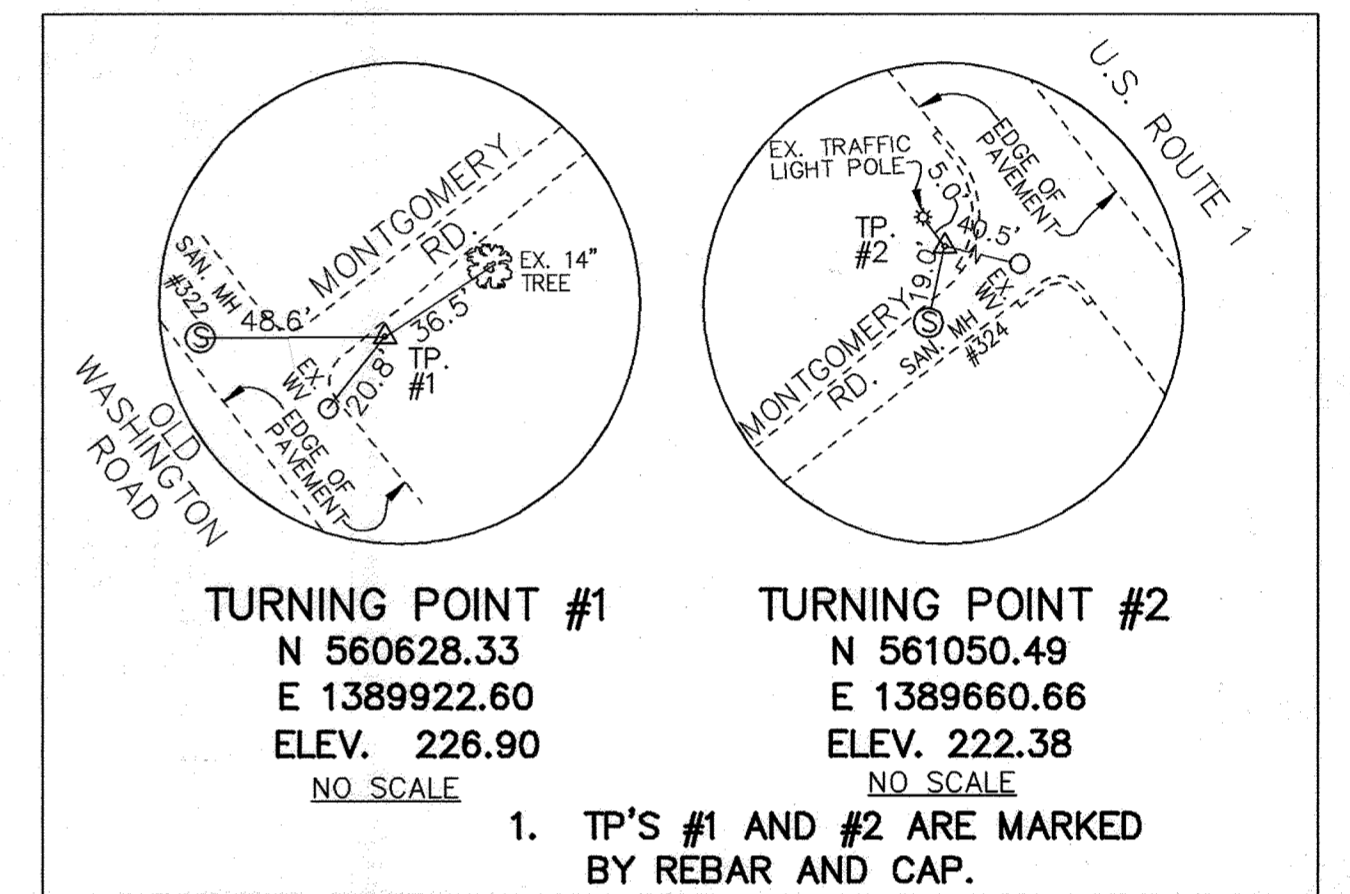 SAN. MH
#322
48.6'
MONTGOMERY
RD.
EX. 14"
TREE
36.5'
TP.
#1
20.8'
EX.
WV
EDGE OF
PAVEMENT
OLD
WASHINGTON
ROAD
U.S. ROUTE 1
EX. TRAFFIC
LIGHT POLE
5.0'
EDGE OF
PAVEMENT
TP.
#2
40.5'
19.0'
EX.
WV
MONTGOMERY
RD.
SAN. MH
#324
TURNING POINT #1
N 560628.33
E 1389922.60
ELEV. 226.90
NO SCALE
TURNING POINT #2
N 561050.49
E 1389660.66
ELEV. 222.38
NO SCALE
1. TP'S #1 AND #2 ARE MARKED
BY REBAR AND CAP.